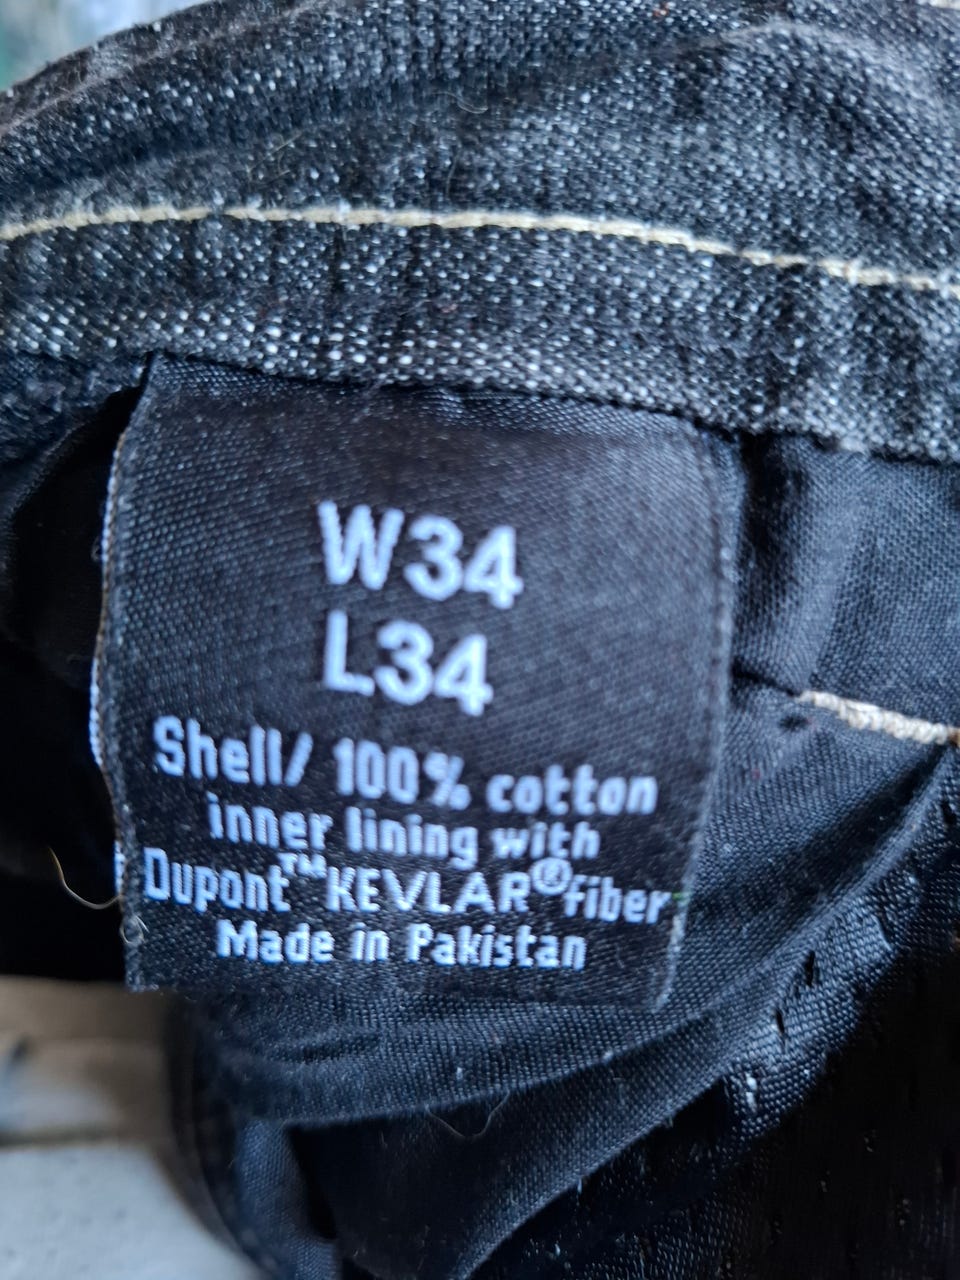 W34
L34
Shell/ 100% cotton
inner lining with
Dupont™ KEVLAR® fiber
Made in Pakistan